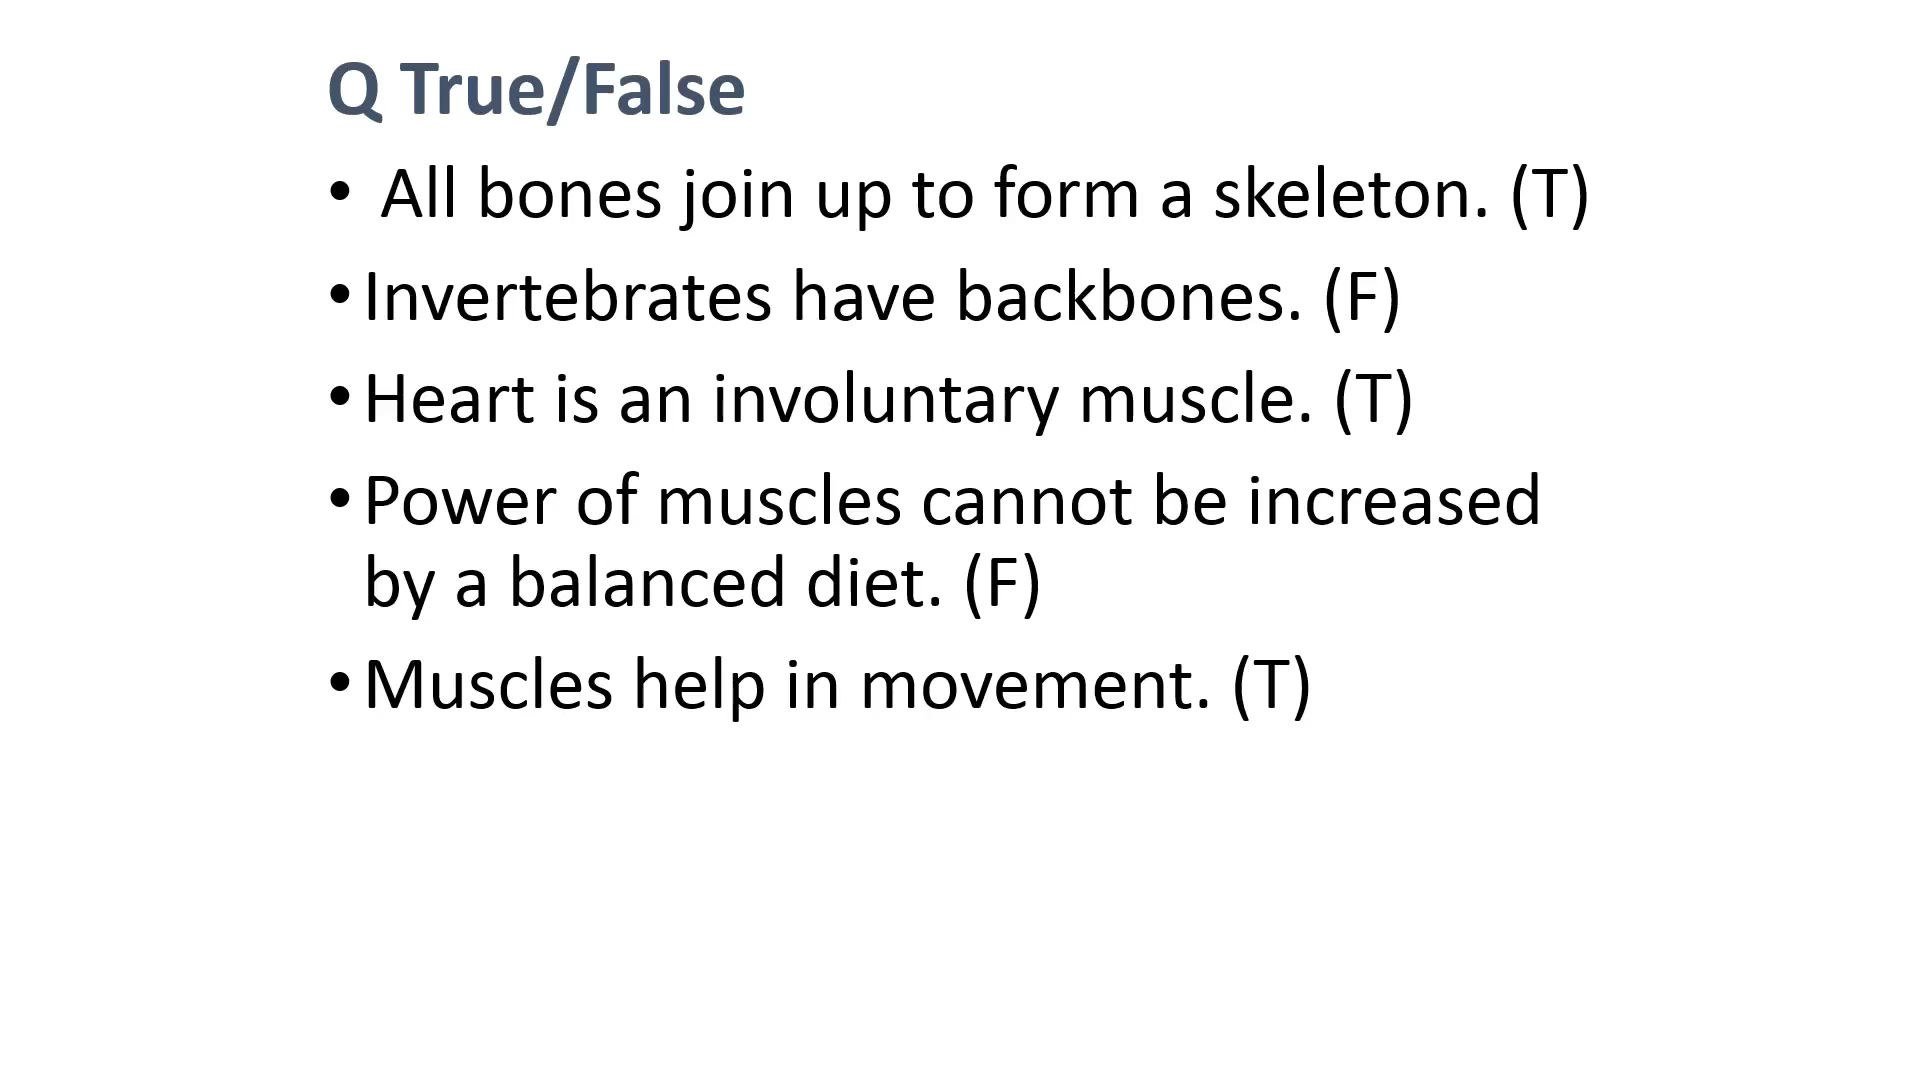 Q True/False
• All bones join up to form a skeleton. (T)
• Invertebrates have backbones. (F)
• Heart is an involuntary muscle. (T)
• Power of muscles cannot be increased
by a balanced diet. (F)
• Muscles help in movement. (T)